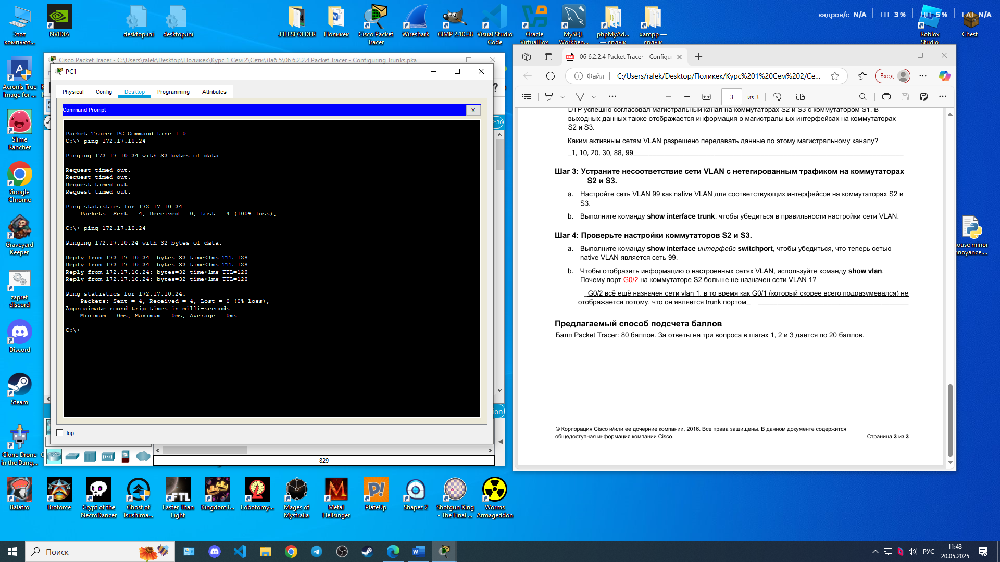 Этот
компьют...
NVIDIA
desktop.ini
desktop.ini
.FILESFOLDER
Поликек
Cisco Packet
Tracer
Wireshark
GIMP 2.10.38
Visual Studio
Code
Oracle
VirtualBox
MySQL
Workben...
phpMyAd...
— ярлык
xampp —
ярлык
Roblox
Studio
Chest
кадров/с N/A
ГП 3 %
ЦП 5 %
LAT N/A
Acronis True
Image for ...
Slime
Rancher
Google
Chrome
Graveyard
Keeper
zapret
discord
Discord
Steam
Clone Drone
in the Dang...
Cisco Packet Tracer - C:\Users\ralek\Desktop\Поликек\Курс 1 Сем 2\Сети\Лаб 5\06 6.2.2.4 Packet Tracer - Configuring Trunks.pka
PC1
Physical Config Desktop Programming Attributes
Command Prompt X
Packet Tracer PC Command Line 1.0
C:\> ping 172.17.10.24
Pinging 172.17.10.24 with 32 bytes of data:
Request timed out.
Request timed out.
Request timed out.
Request timed out.
Ping statistics for 172.17.10.24:
Packets: Sent = 4, Received = 0, Lost = 4 (100% loss),
C:\> ping 172.17.10.24
Pinging 172.17.10.24 with 32 bytes of data:
Reply from 172.17.10.24: bytes=32 time<1ms TTL=128
Reply from 172.17.10.24: bytes=32 time<1ms TTL=128
Reply from 172.17.10.24: bytes=32 time<1ms TTL=128
Reply from 172.17.10.24: bytes=32 time<1ms TTL=128
Ping statistics for 172.17.10.24:
Packets: Sent = 4, Received = 4, Lost = 0 (0% loss),
Approximate round trip times in milli-seconds:
Minimum = 0ms, Maximum = 0ms, Average = 0ms
C:\>
Top
2:30)
ion
829
06 6.2.2.4 Packet Tracer - Configur
Файл C:/Users/ralek/Desktop/Поликек/Курс%201%20Сем%202/Се...
Вход
3 из 3
DTP успешно согласовал магистральный канал на коммутаторах S2 и S3 с коммутатором S1. В
выходных данных также отображается информация о магистральных интерфейсах на коммутаторах
S2 и S3.
Каким активным сетям VLAN разрешено передавать данные по этому магистральному каналу?
1, 10, 20, 30, 88, 99
Шаг 3: Устраните несоответствие сети VLAN с нетегированным трафиком на коммутаторах
S2 и S3.
a. Настройте сеть VLAN 99 как native VLAN для соответствующих интерфейсов на коммутаторах S2 и
S3.
b. Выполните команду show interface trunk, чтобы убедиться в правильности настройки сети VLAN.
Шаг 4: Проверьте настройки коммутаторов S2 и S3.
a. Выполните команду show interface интерфейс switchport, чтобы убедиться, что теперь сетью
native VLAN является сеть 99.
b. Чтобы отобразить информацию о настроенных сетях VLAN, используйте команду show vlan.
Почему порт G0/2 на коммутаторе S2 больше не назначен сети VLAN 1?
G0/2 всё ещё назначен сети vlan 1, в то время как G0/1 (который скорее всего подразумевался) не
отображается потому, что он является trunk портом
Предлагаемый способ подсчета баллов
Балл Packet Tracer: 80 баллов. За ответы на три вопроса в шагах 1, 2 и 3 дается по 20 баллов.
© Корпорация Cisco и/или ее дочерние компании, 2016. Все права защищены. В данном документе содержится
общедоступная информация компании Cisco.
Страница 3 из 3
ouse minor
nnoyance....
Balatro
Broforce
Crypt of the
NecroDancer
Ghost of
Tsushima...
FTL
Faster Than
Light
KingdomT...
Lobotomy...
Mages of
Mystralia
Metal
Hellsinger
PlateUp
Shapez 2
Shotgun King
- The Final ...
Worms
Armageddon
Поиск
РУС
11:43
20.05.2025